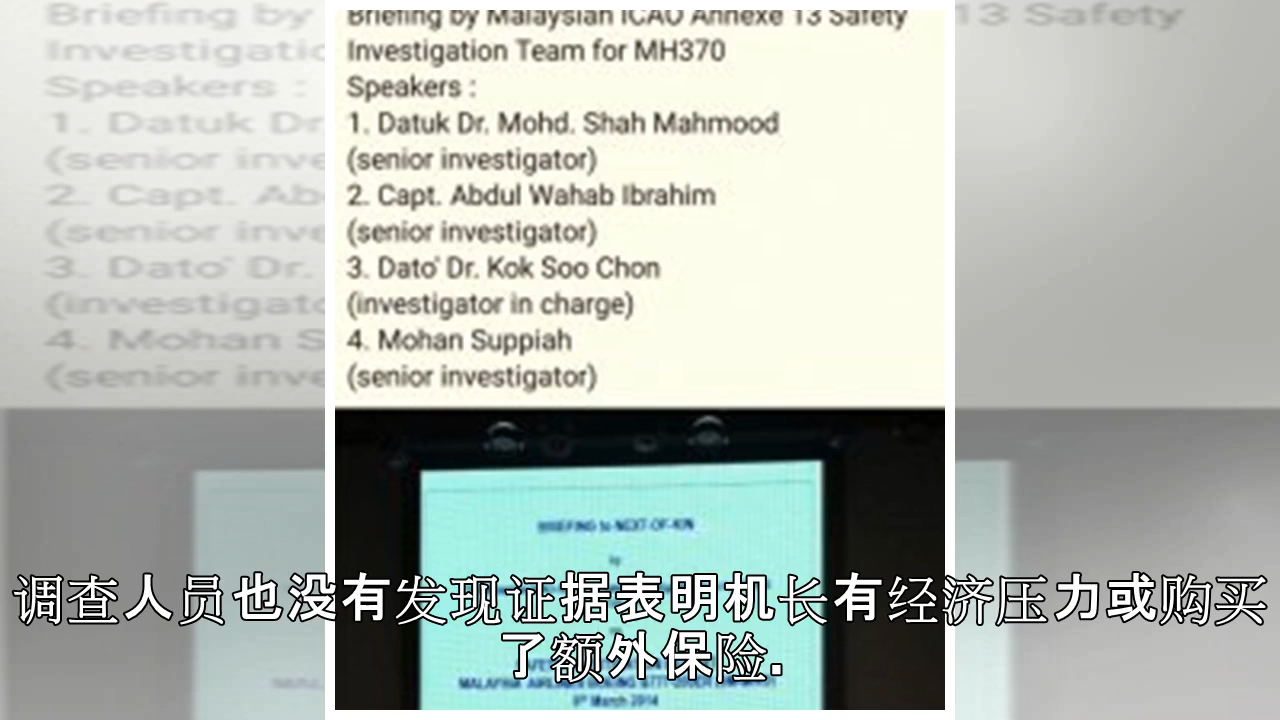 Briefing by Malaysian ICAO Annexe 13 Safety
Investigation Team for MH370
Speakers :
1. Datuk Dr. Mohd. Shah Mahmood
(senior investigator)
2. Capt. Abdul Wahab Ibrahim
(senior investigator)
3. Dato' Dr. Kok Soo Chon
(investigator in charge)
4. Mohan Suppiah
(senior investigator)
BRIEFING to NEXT-OF-KIN
by
调查人员也没有发现证据表明机长有经济压力或购买
了额外保险.
8th March 2014